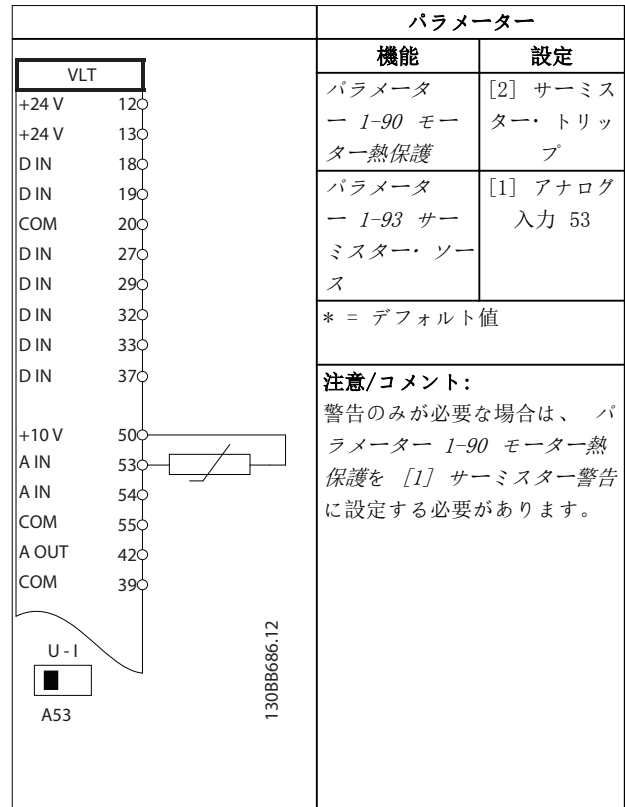 VLT
+24 V 12
+24 V 13
D IN 18
D IN 19
COM 20
D IN 27
D IN 29
D IN 32
D IN 33
D IN 37
+10 V 50
A IN 53
A IN 54
COM 55
A OUT 42
COM 39
U - I
A53
130BB686.12
パラメーター
機能 設定
パラメータ
ー 1-90 モー
ター熱保護
[2] サーミス
ター・ トリッ
プ
パラメータ
ー 1-93 サー
ミスター・ ソー
ス
[1] アナログ
入力 53
* = デフォルト値
注意/コメント:
警告のみが必要な場合は、 パ
ラメーター 1-90 モーター熱
保護を [1] サーミスター警告
に設定する必要があります。